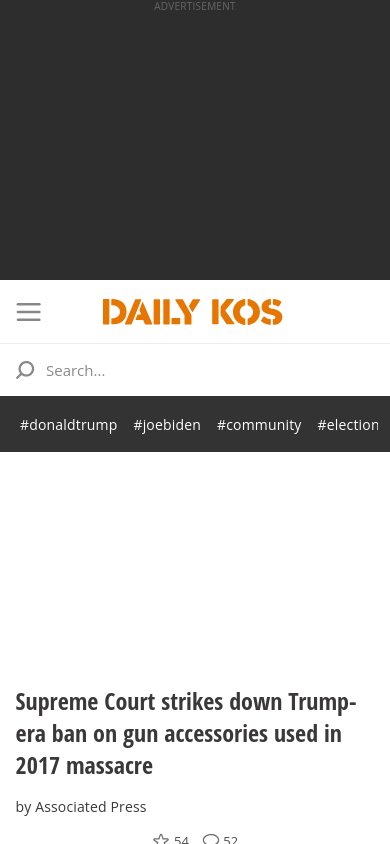 ADVERTISEMENT
DAILY KOS
Search...
#donaldtrump #joebiden #community #election
Supreme Court strikes down Trump-
era ban on gun accessories used in
2017 massacre
by Associated Press
54 52